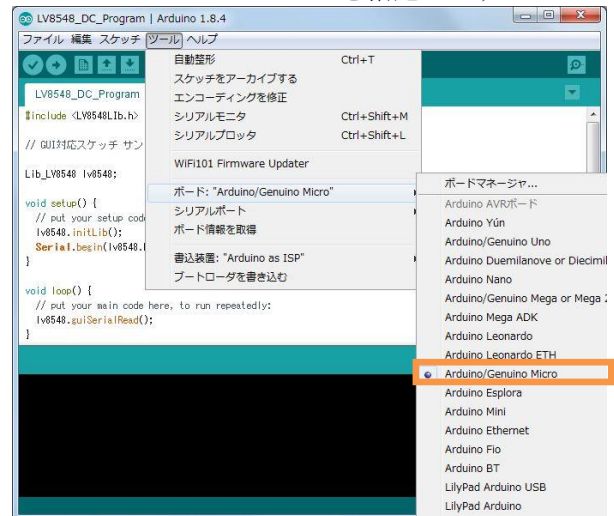 LV8548_DC_Program | Arduino 1.8.4
ファイル 編集 スケッチ ツール ヘルプ
LV8548_DC_Program
#include <LV8548LIb.h>
// GUI対応スケッチ サン
Lib_LV8548 lv8548;
void setup() {
// put your setup code
lv8548.initLib();
Serial.begin(lv8548.
}
void loop() {
// put your main code here, to run repeatedly:
lv8548.guiSerialRead();
}
自動整形 Ctrl+T
スケッチをアーカイブする
エンコーディングを修正
シリアルモニタ Ctrl+Shift+M
シリアルプロッタ Ctrl+Shift+L
WiFi101 Firmware Updater
ボード: "Arduino/Genuino Micro"
シリアルポート
ボード情報を取得
書込装置: "Arduino as ISP"
ブートローダを書き込む
ボードマネージャ...
Arduino AVRボード
Arduino Yún
Arduino/Genuino Uno
Arduino Duemilanove or Diecimil
Arduino Nano
Arduino/Genuino Mega or Mega 2
Arduino Mega ADK
Arduino Leonardo
Arduino Leonardo ETH
Arduino/Genuino Micro
Arduino Esplora
Arduino Mini
Arduino Ethernet
Arduino Fio
Arduino BT
LilyPad Arduino USB
LilyPad Arduino